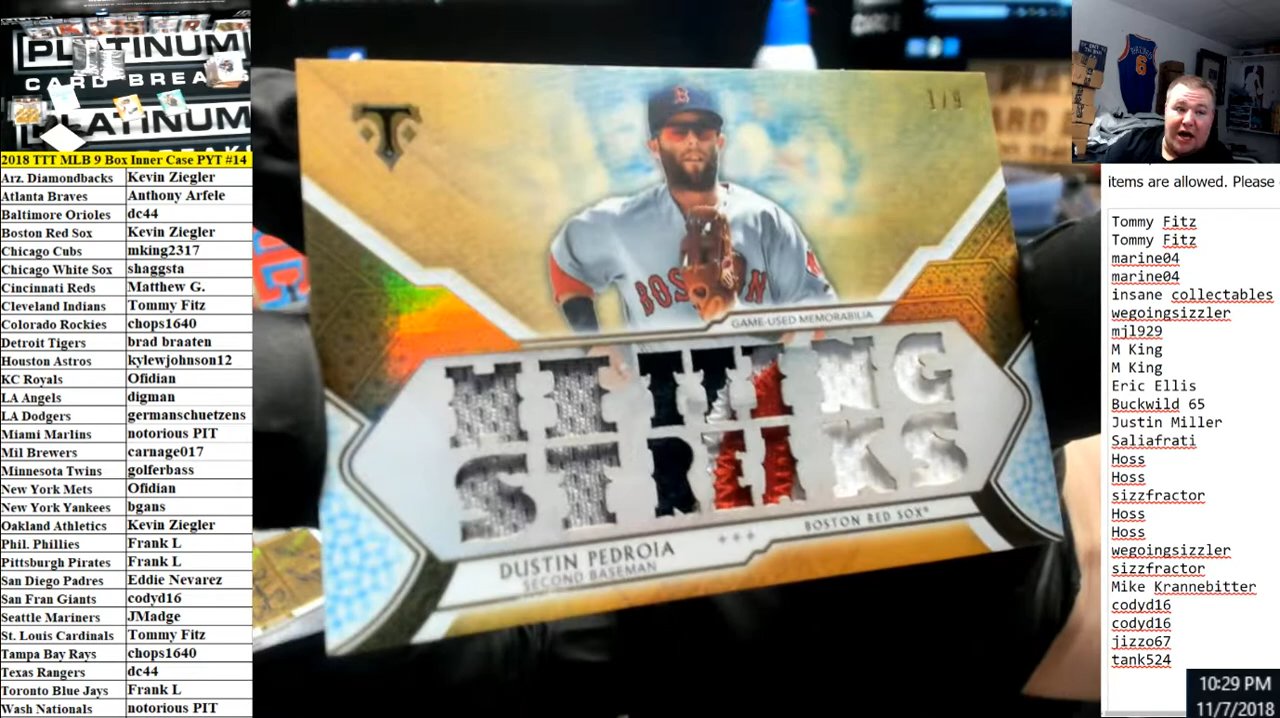 PLATINUM
CARD BREAKS
PLATINUM
2018 TTT MLB 9 Box Inner Case PYT #14
Arz. Diamondbacks Kevin Ziegler
Atlanta Braves Anthony Arfele
Baltimore Orioles dc44
Boston Red Sox Kevin Ziegler
Chicago Cubs mking2317
Chicago White Sox shaggsta
Cincinnati Reds Matthew G.
Cleveland Indians Tommy Fitz
Colorado Rockies chops1640
Detroit Tigers brad braaten
Houston Astros kylewjohnson12
KC Royals Ofidian
LA Angels digman
LA Dodgers germanschuetzens
Miami Marlins notorious PIT
Mil Brewers carnage017
Minnesota Twins golferbass
New York Mets Ofidian
New York Yankees bgans
Oakland Athletics Kevin Ziegler
Phil. Phillies Frank L
Pittsburgh Pirates Frank L
San Diego Padres Eddie Nevarez
San Fran Giants codyd16
Seattle Mariners JMadge
St. Louis Cardinals Tommy Fitz
Tampa Bay Rays chops1640
Texas Rangers dc44
Toronto Blue Jays Frank L
Wash Nationals notorious PIT
T
B
BOSTON
GAME-USED MEMORABILIA
HITTING
STREAKS
DUSTIN PEDROIA
SECOND BASEMAN
BOSTON RED SOX
6
items are allowed. Please
Tommy Fitz
Tommy Fitz
marine04
marine04
insane collectables
wegoingsizzler
mjl929
M King
M King
Eric Ellis
Buckwild 65
Justin Miller
Saliafrati
Hoss
Hoss
sizzfractor
Hoss
Hoss
wegoingsizzler
sizzfractor
Mike Krannebitter
codyd16
codyd16
jizzo67
tank524
10:29 PM
11/7/2018